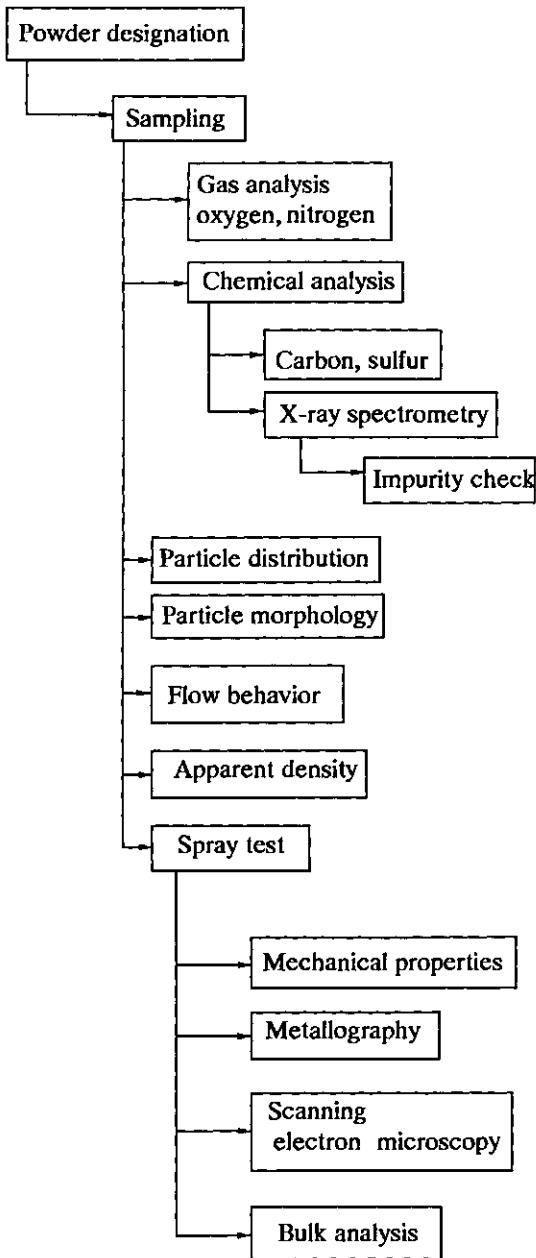 Powder designation
Sampling
Gas analysis
oxygen, nitrogen
Chemical analysis
Carbon, sulfur
X-ray spectrometry
Impurity check
Particle distribution
Particle morphology
Flow behavior
Apparent density
Spray test
Mechanical properties
Metallography
Scanning
electron microscopy
Bulk analysis